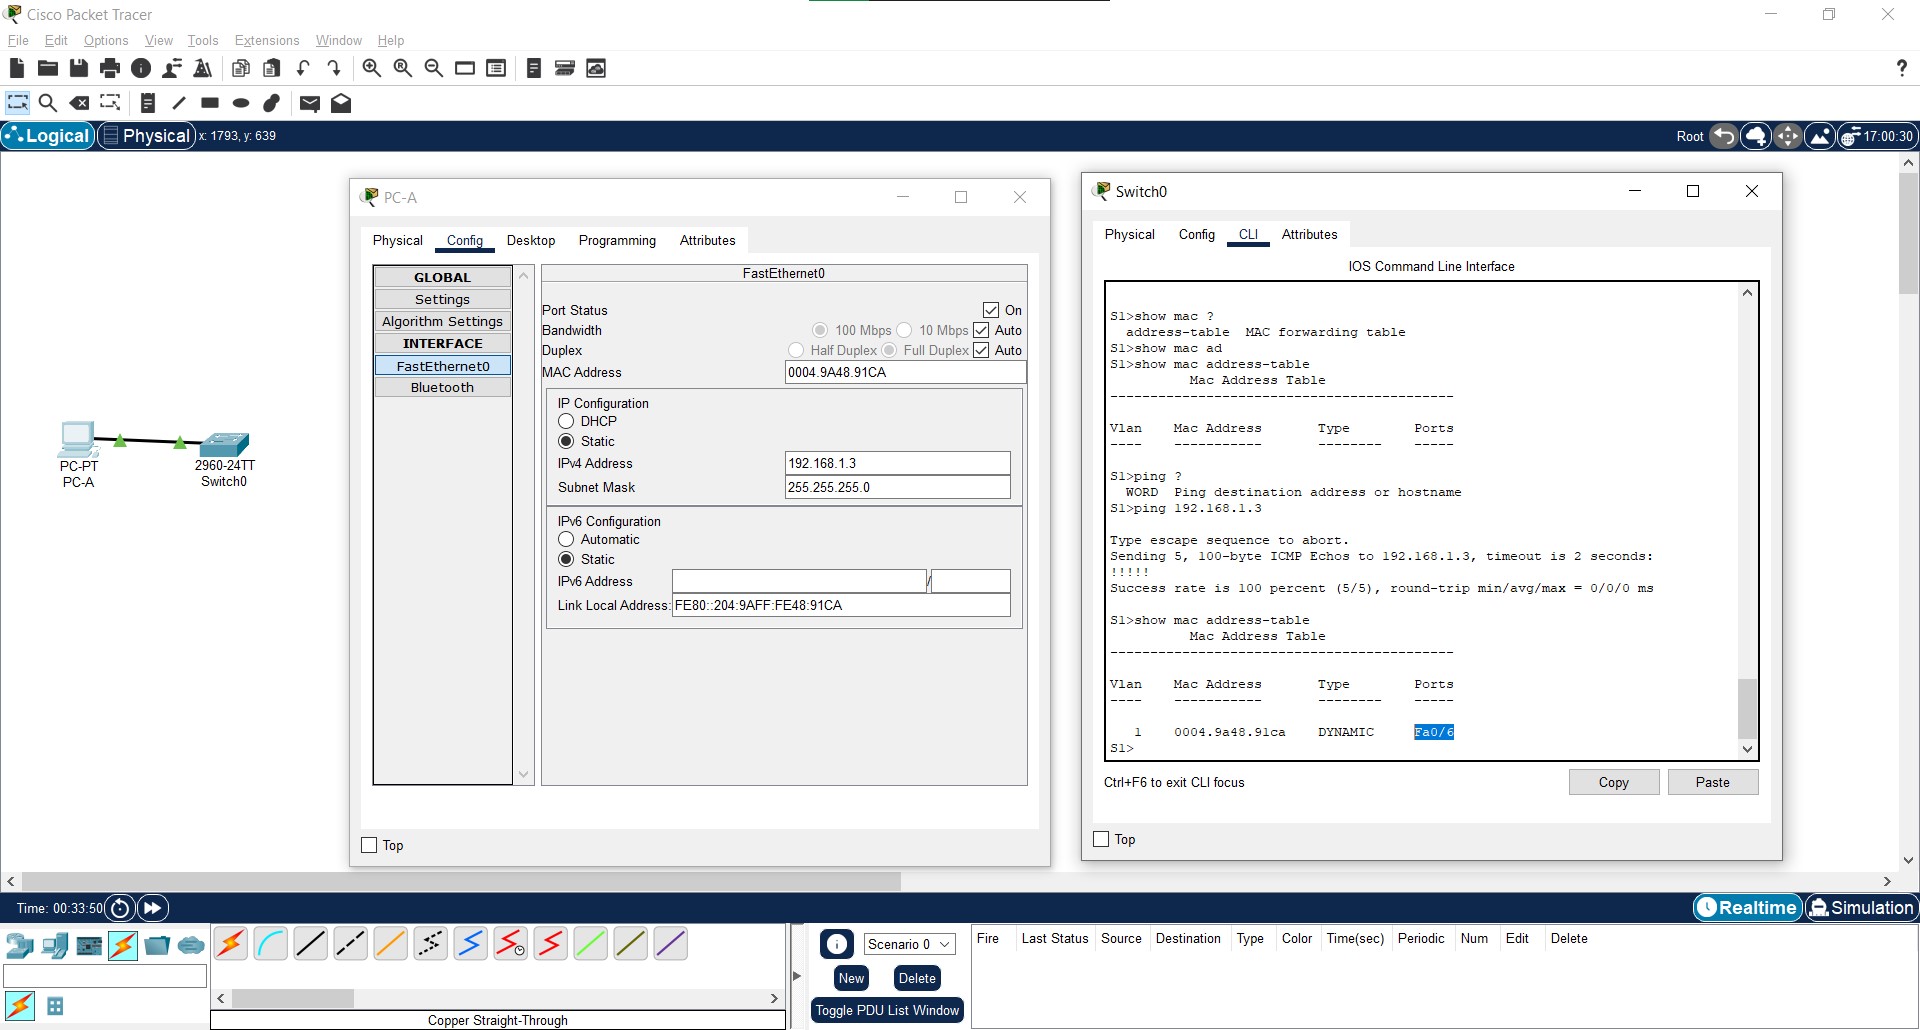 Cisco Packet Tracer
File Edit Options View Tools Extensions Window Help
?
Logical Physical x: 1793, y: 639 Root 17:00:30
PC-PT
PC-A
2960-24TT
Switch0
PC-A
Physical Config Desktop Programming Attributes
GLOBAL
Settings
Algorithm Settings
INTERFACE
FastEthernet0
Bluetooth
FastEthernet0
Port Status On
Bandwidth 100 Mbps 10 Mbps Auto
Duplex Half Duplex Full Duplex Auto
MAC Address 0004.9A48.91CA
IP Configuration
DHCP
Static
IPv4 Address 192.168.1.3
Subnet Mask 255.255.255.0
IPv6 Configuration
Automatic
Static
IPv6 Address /
Link Local Address: FE80::204:9AFF:FE48:91CA
Top
Switch0
Physical Config CLI Attributes
IOS Command Line Interface
S1>show mac ?
address-table MAC forwarding table
S1>show mac ad
S1>show mac address-table
Mac Address Table
-------------------------------------------
Vlan Mac Address Type Ports
---- ----------- -------- -----
S1>ping ?
WORD Ping destination address or hostname
S1>ping 192.168.1.3
Type escape sequence to abort.
Sending 5, 100-byte ICMP Echos to 192.168.1.3, timeout is 2 seconds:
!!!!!
Success rate is 100 percent (5/5), round-trip min/avg/max = 0/0/0 ms
S1>show mac address-table
Mac Address Table
-------------------------------------------
Vlan Mac Address Type Ports
---- ----------- -------- -----
1 0004.9a48.91ca DYNAMIC Fa0/6
S1>
Ctrl+F6 to exit CLI focus Copy Paste
Top
Time: 00:33:50 Realtime Simulation
Copper Straight-Through
Scenario 0
New Delete
Toggle PDU List Window
Fire Last Status Source Destination Type Color Time(sec) Periodic Num Edit Delete